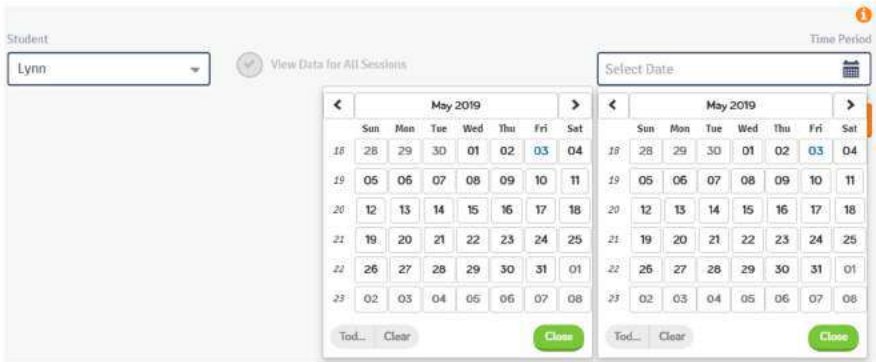 Student
Time Period
Lynn
View Data for All Sessions
Select Date
May 2019
Sun Mon Tue Wed Thu Fri Sat
18 28 29 30 01 02 03 04
19 05 06 07 08 09 10 11
20 12 13 14 15 16 17 18
21 19 20 21 22 23 24 25
22 26 27 28 29 30 31 01
23 02 03 04 05 06 07 08
Tod... Clear Close
May 2019
Sun Mon Tue Wed Thu Fri Sat
18 28 29 30 01 02 03 04
19 05 06 07 08 09 10 11
20 12 13 14 15 16 17 18
21 19 20 21 22 23 24 25
22 26 27 28 29 30 31 01
23 02 03 04 05 06 07 08
Tod... Clear Close